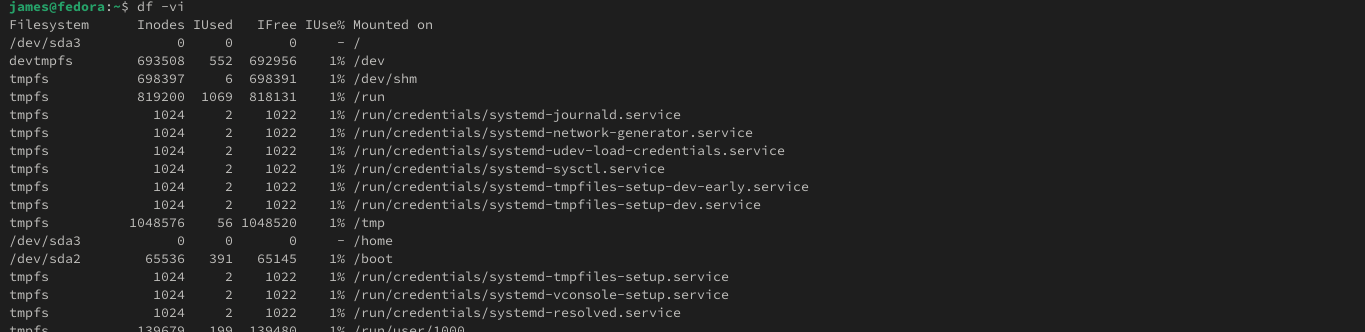 james@fedora:~$ df -vi
Filesystem      Inodes IUsed   IFree IUse% Mounted on
/dev/sda3            0     0       0     - /
devtmpfs        693508   552  692956    1% /dev
tmpfs           698397     6  698391    1% /dev/shm
tmpfs           819200  1069  818131    1% /run
tmpfs             1024     2    1022    1% /run/credentials/systemd-journald.service
tmpfs             1024     2    1022    1% /run/credentials/systemd-network-generator.service
tmpfs             1024     2    1022    1% /run/credentials/systemd-udev-load-credentials.service
tmpfs             1024     2    1022    1% /run/credentials/systemd-sysctl.service
tmpfs             1024     2    1022    1% /run/credentials/systemd-tmpfiles-setup-dev-early.service
tmpfs             1024     2    1022    1% /run/credentials/systemd-tmpfiles-setup-dev.service
tmpfs          1048576    56 1048520    1% /tmp
/dev/sda3            0     0       0     - /home
/dev/sda2        65536   391   65145    1% /boot
tmpfs             1024     2    1022    1% /run/credentials/systemd-tmpfiles-setup.service
tmpfs             1024     2    1022    1% /run/credentials/systemd-vconsole-setup.service
tmpfs             1024     2    1022    1% /run/credentials/systemd-resolved.service
tmpfs           139679   199  139480    1% /run/user/1000